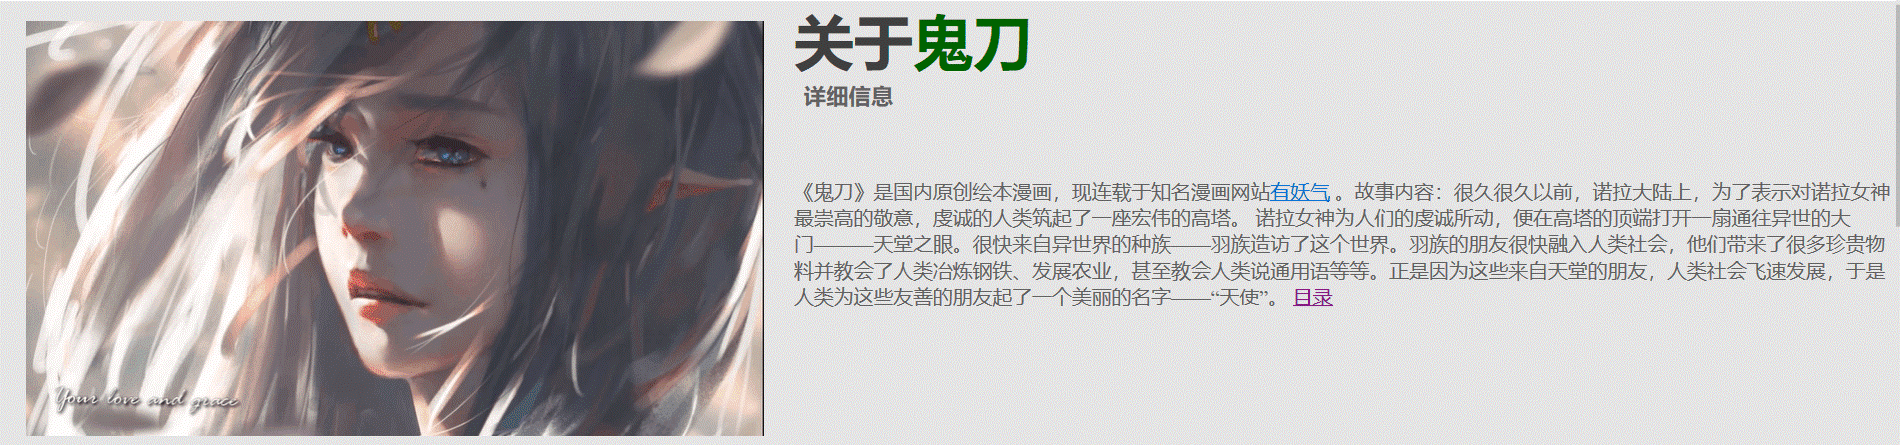 关于鬼刀
详细信息
《鬼刀》是国内原创绘本漫画，现连载于知名漫画网站有妖气 。故事内容：很久很久以前，诺拉大陆上，为了表示对诺拉女神
最崇高的敬意，虔诚的人类筑起了一座宏伟的高塔。 诺拉女神为人们的虔诚所动，便在高塔的顶端打开一扇通往异世的大
门———天堂之眼。很快来自异世界的种族——羽族造访了这个世界。羽族的朋友很快融入人类社会，他们带来了很多珍贵物
料并教会了人类冶炼钢铁、发展农业，甚至教会人类说通用语等等。正是因为这些来自天堂的朋友，人类社会飞速发展，于是
人类为这些友善的朋友起了一个美丽的名字——“天使”。 目录
Your love and grace